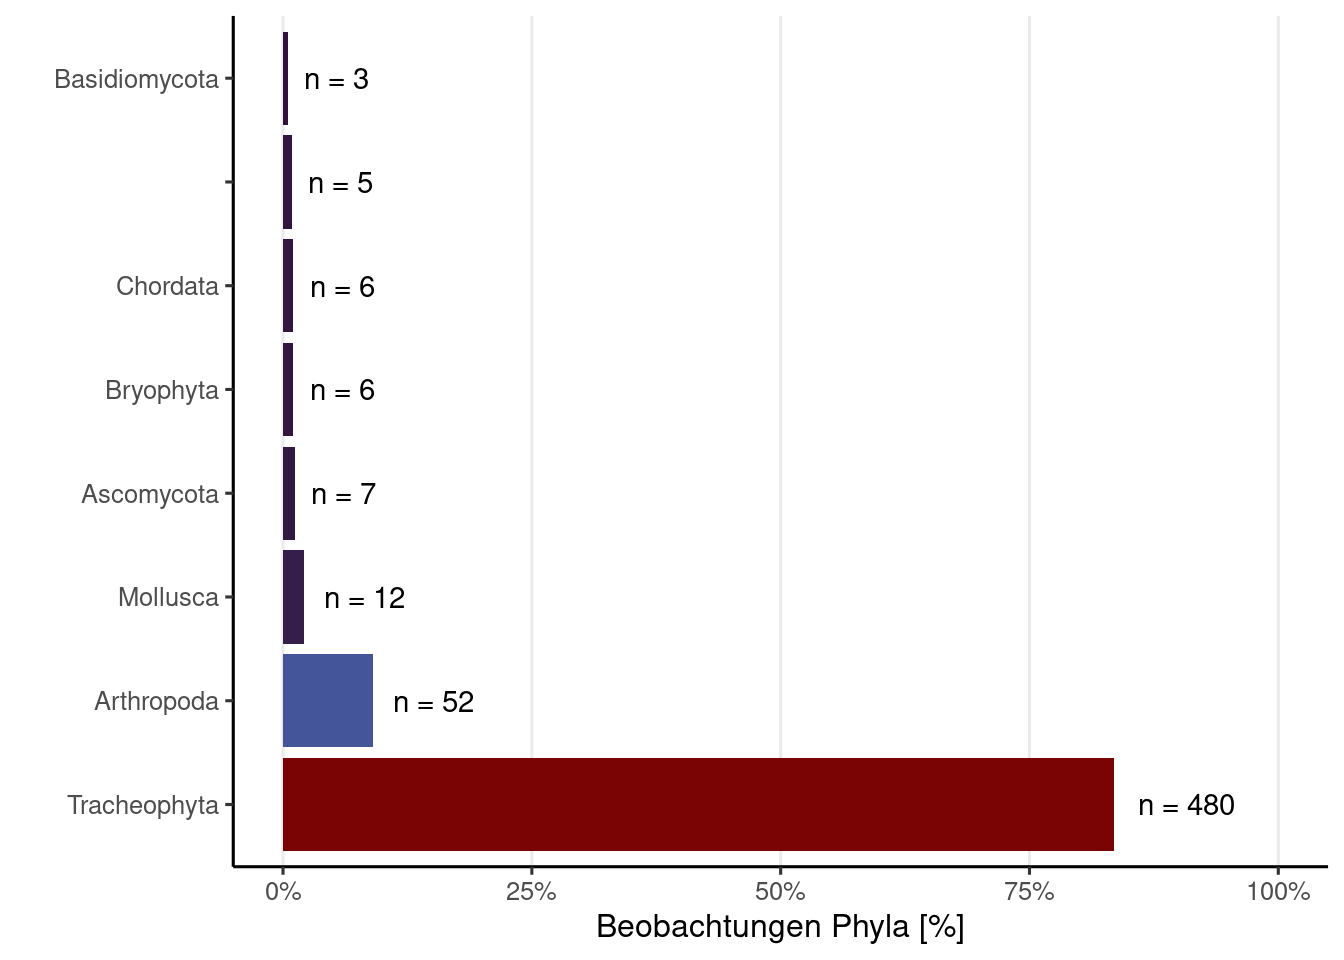 Basidiomycota n = 3
n = 5
Chordata n = 6
Bryophyta n = 6
Ascomycota n = 7
Mollusca n = 12
Arthropoda n = 52
Tracheophyta n = 480
0% 25% 50% 75% 100%
Beobachtungen Phyla [%]